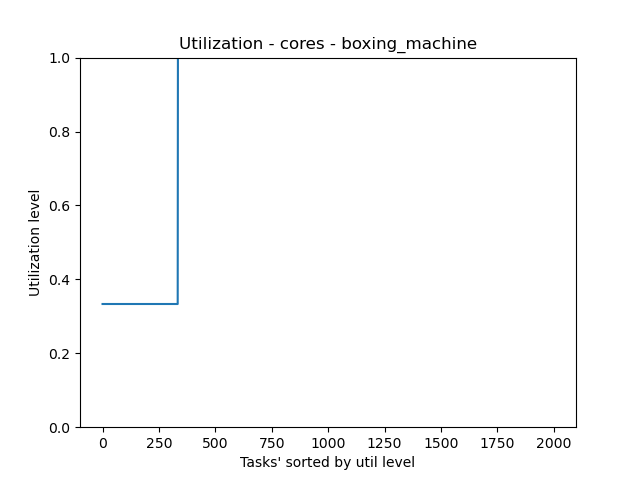 Utilization - cores - boxing_machine
1.0
0.8
0.6
0.4
0.2
0.0
Utilization level
0 250 500 750 1000 1250 1500 1750 2000
Tasks' sorted by util level